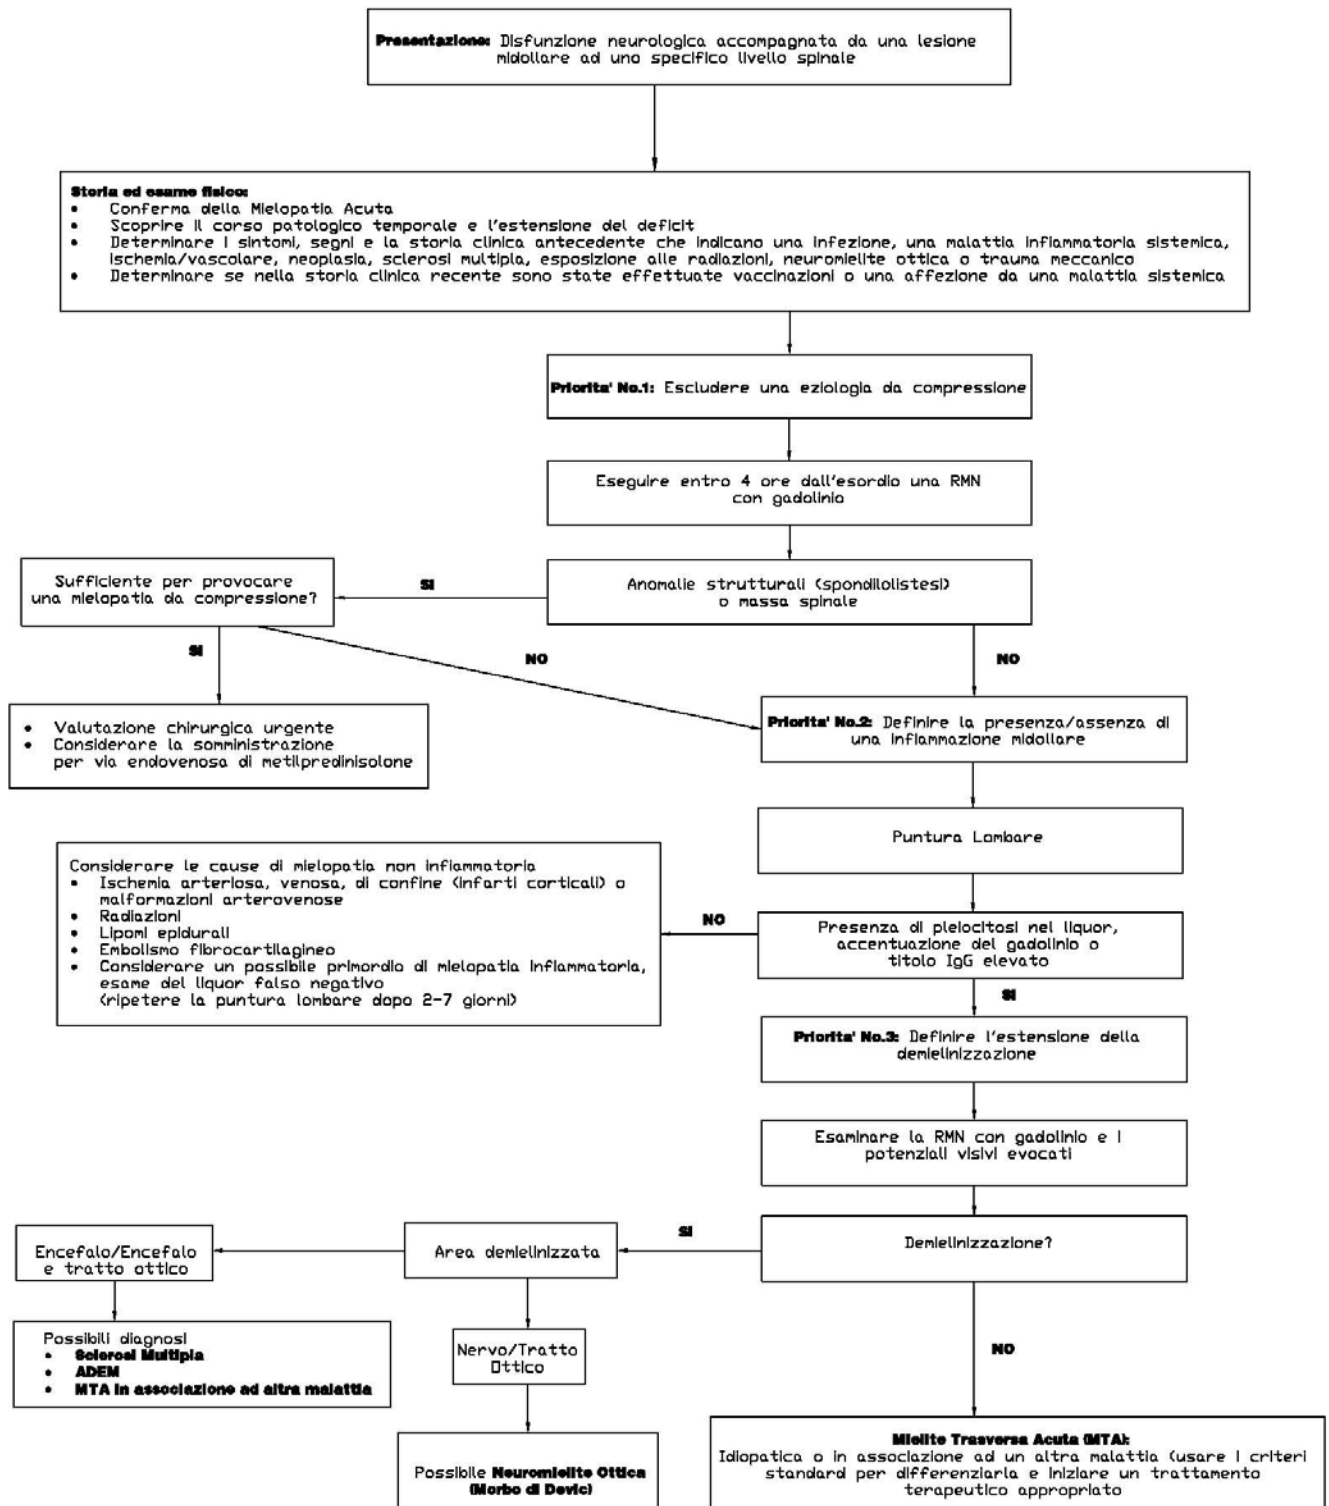 Presentazione: Disfunzione neurologica accompagnata da una lesione
midollare ad uno specifico livello spinale
Storia ed esame fisico:
• Conferma della Mielopatia Acuta
• Scoprire il corso patologico temporale e l'estensione del deficit
• Determinare i sintomi, segni e la storia clinica antecedente che indicano una infezione, una malattia infiammatoria sistemica,
ischemia/vascolare, neoplasia, sclerosi multipla, esposizione alle radiazioni, neuromielite ottica o trauma meccanico
• Determinare se nella storia clinica recente sono state effettuate vaccinazioni o una affezione da una malattia sistemica
Priorita' No.1: Escludere una eziologia da compressione
Eseguire entro 4 ore dall'esordio una RMN
con gadolinio
Anomalie strutturali (spondilolistesi)
o massa spinale
SI
Sufficiente per provocare
una mielopatia da compressione?
SI
NO
NO
• Valutazione chirurgica urgente
• Considerare la somministrazione
per via endovenosa di metilpredinisolone
Priorita' No.2: Definire la presenza/assenza di
una infiammazione midollare
Puntura Lombare
Presenza di pleiocitosi nel liquor,
accentuazione del gadolinio o
titolo IgG elevato
NO
Considerare le cause di mielopatia non infiammatoria
• Ischemia arteriosa, venosa, di confine (infarti corticali) o
malformazioni arterovenose
• Radiazioni
• Lipomi epidurali
• Embolismo fibrocartilagineo
• Considerare un possibile primordio di mielopatia infiammatoria,
esame del liquor falso negativo
(ripetere la puntura lombare dopo 2-7 giorni)
SI
Priorita' No.3: Definire l'estensione della
demielinizzazione
Esaminare la RMN con gadolinio e i
potenziali visivi evocati
Demielinizzazione?
SI
Area demielinizzata
Encefalo/Encefalo
e tratto ottico
Possibili diagnosi
• Sclerosi Multipla
• ADEM
• MTA in associazione ad altra malattia
Nervo/Tratto
Ottico
Possibile Neuromielite Ottica
(Morbo di Devic)
NO
Mielite Trasversa Acuta (MTA):
Idiopatica o in associazione ad un altra malattia (usare i criteri
standard per differenziarla e iniziare un trattamento
terapeutico appropriato